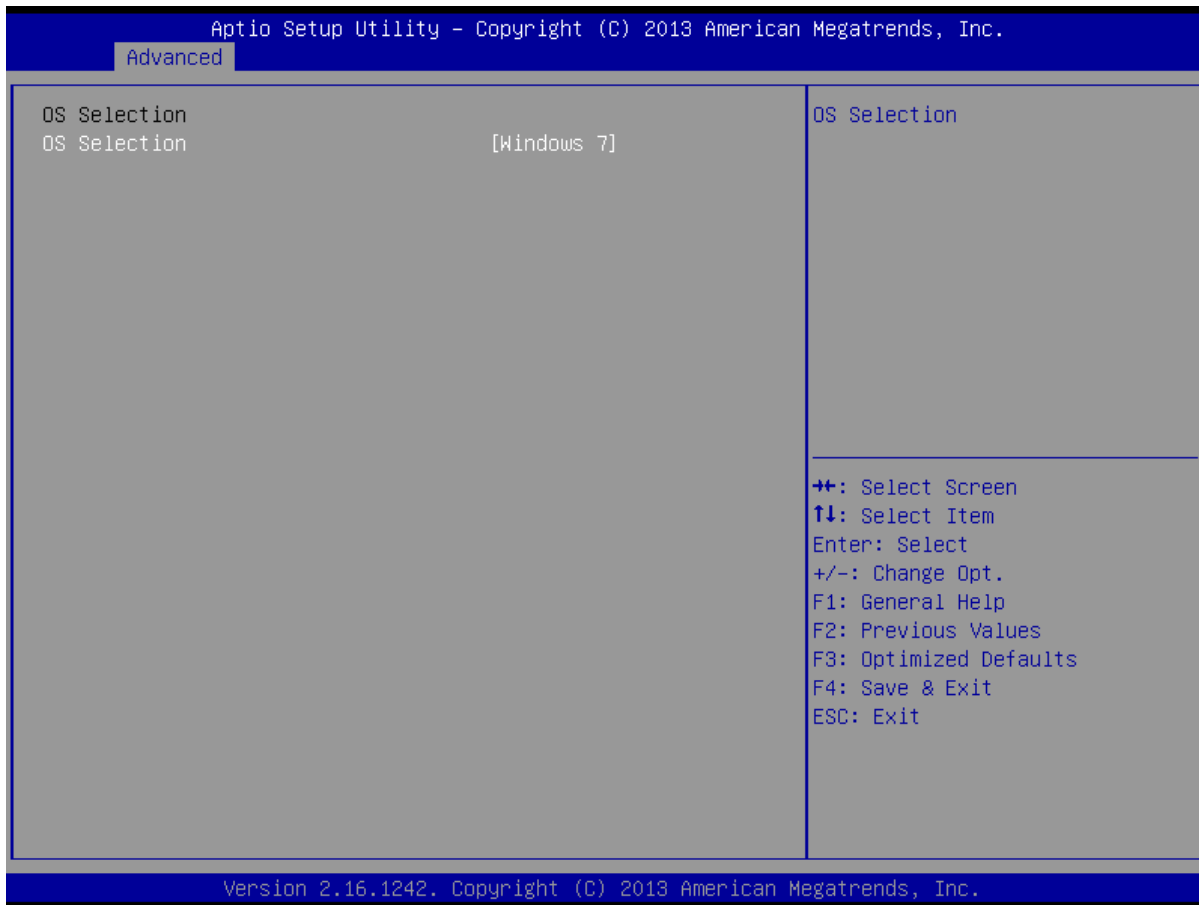 Aptio Setup Utility – Copyright (C) 2013 American Megatrends, Inc.
Advanced
OS Selection
OS Selection [Windows 7]
OS Selection
→←: Select Screen
↑↓: Select Item
Enter: Select
+/-: Change Opt.
F1: General Help
F2: Previous Values
F3: Optimized Defaults
F4: Save & Exit
ESC: Exit
Version 2.16.1242. Copyright (C) 2013 American Megatrends, Inc.